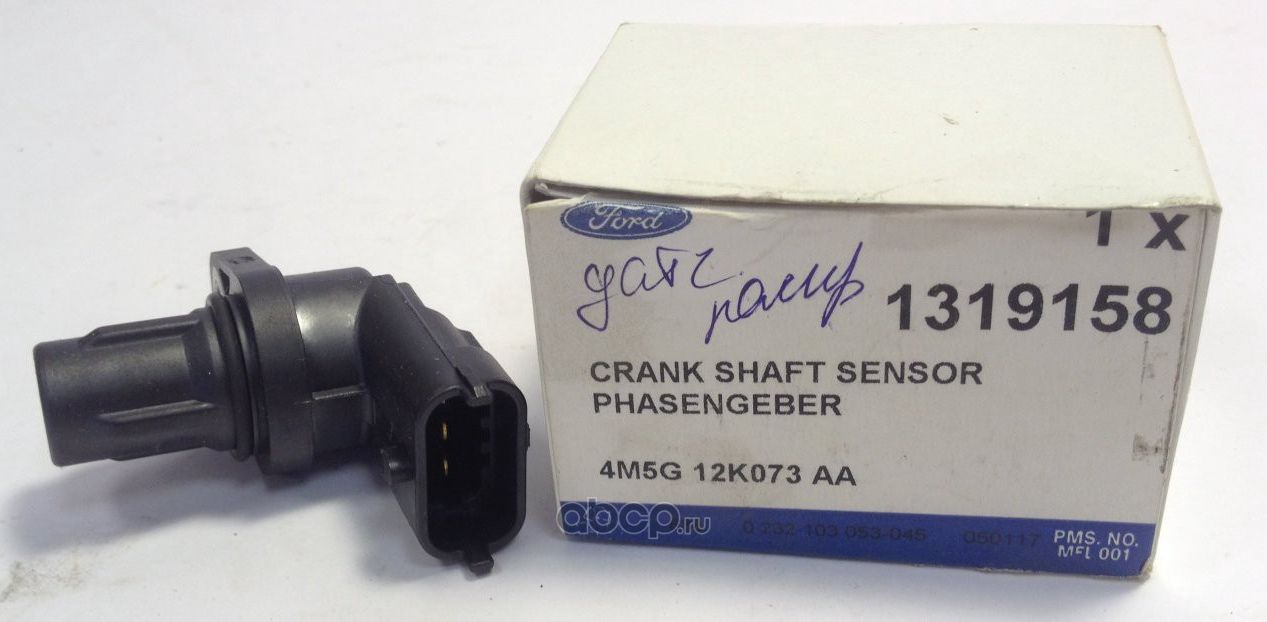 Ford
1 x
датч
распр
1319158
CRANK SHAFT SENSOR
PHASENGEBER
4M5G 12K073 AA
abcp.ru
0 232 103 053-045 050117 PMS. NO.
MFL 001